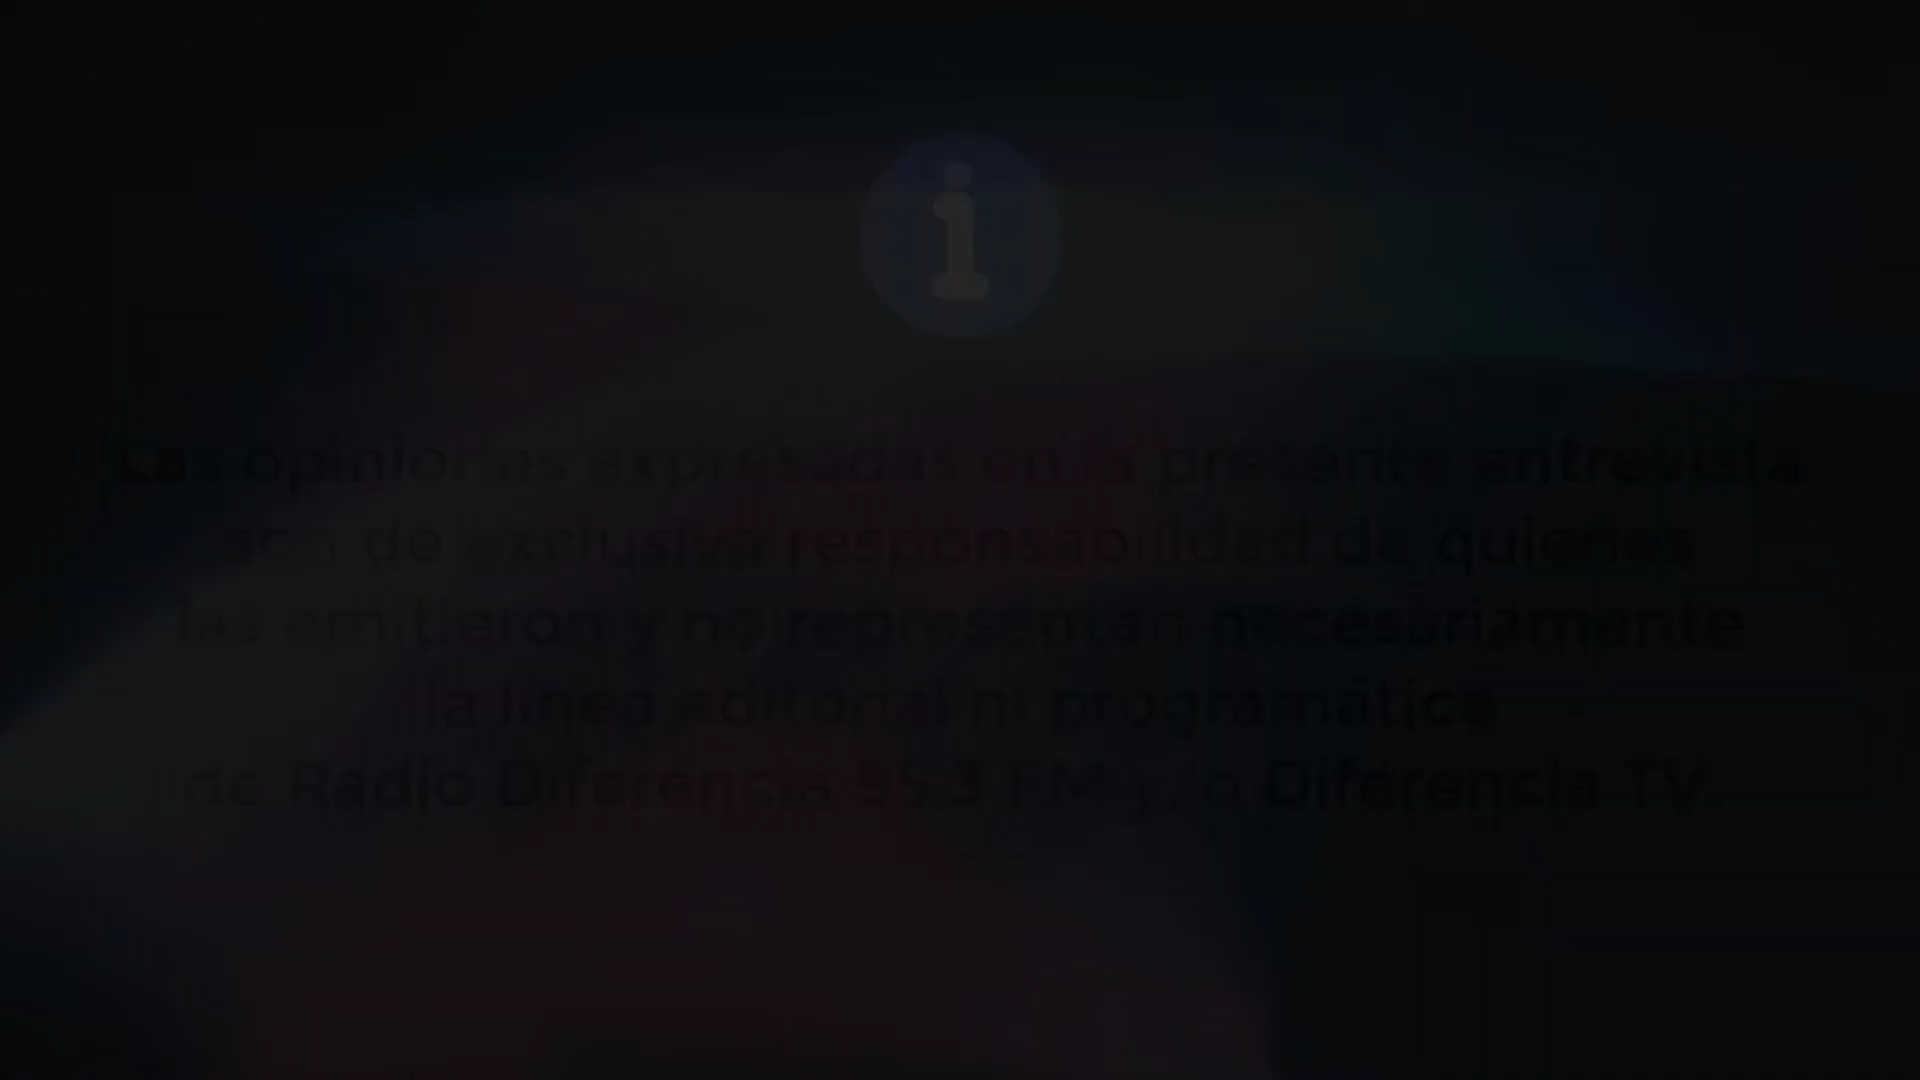 i
Las opiniones expresadas en la presente entrevista
son de exclusiva responsabilidad de quienes
las emitieron y no representan necesariamente
la línea editorial ni programática
de Radio Diferencia 95.3 FM y/o Diferencia TV.